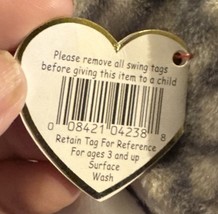 Please remove all swing tags
before giving this item to a child
0 08421 04238 8
Retain Tag For Reference
For ages 3 and up
Surface
Wash